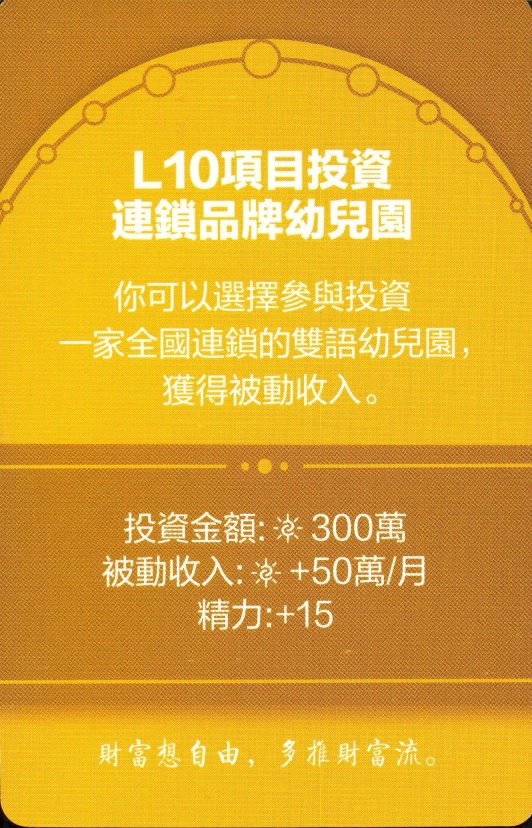 L10項目投資
連鎖品牌幼兒園
你可以選擇參與投資
一家全國連鎖的雙語幼兒園，
獲得被動收入。
投資金額: 300萬
被動收入: +50萬/月
精力:+15
財富想自由，多推財富流。